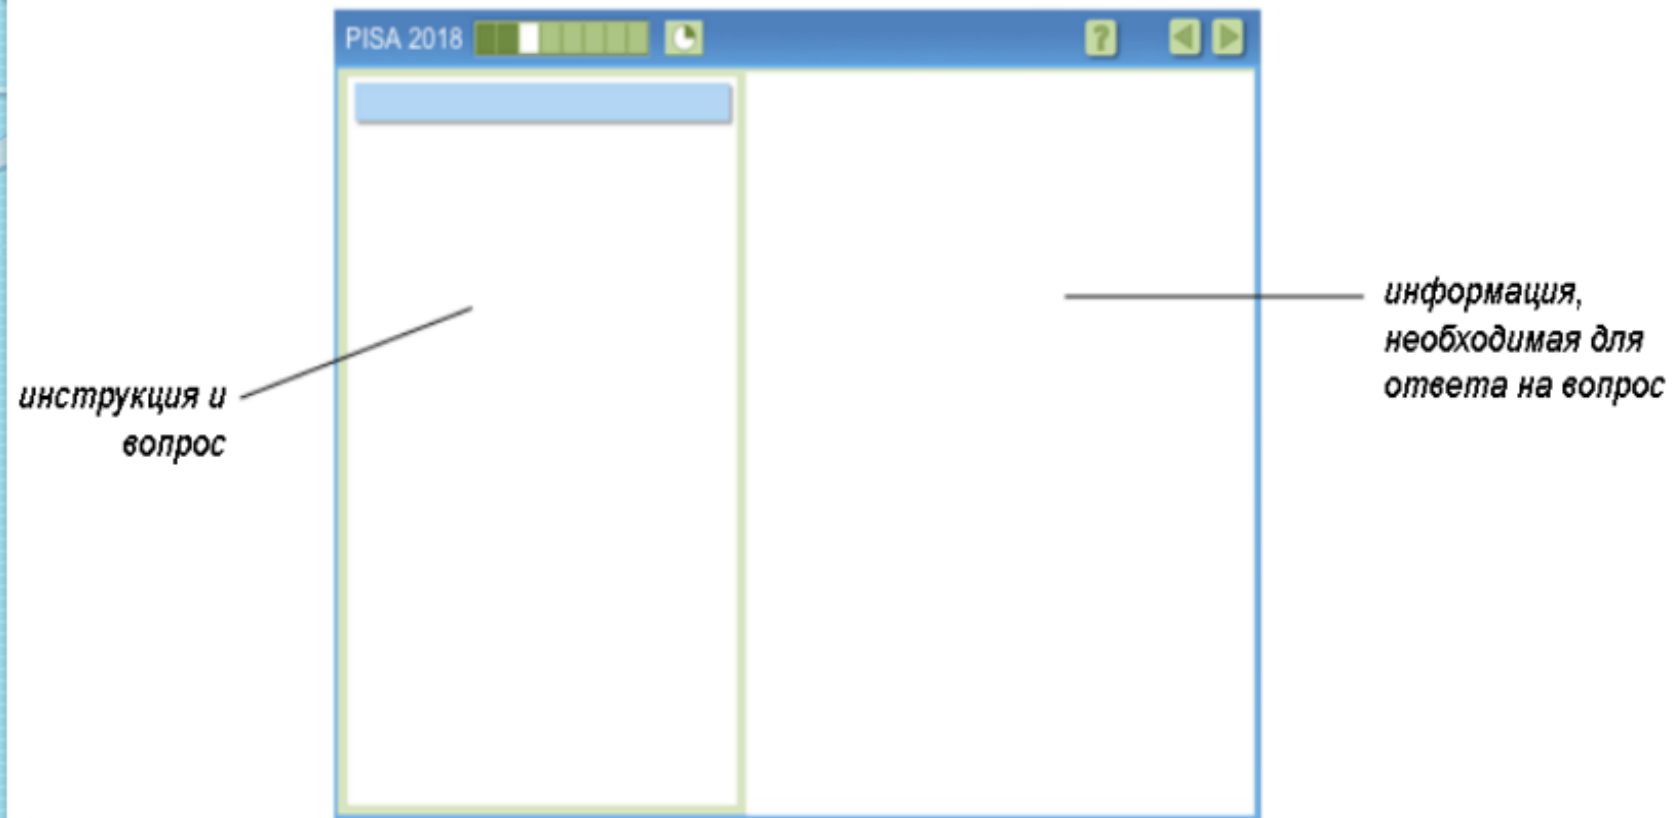 PISA 2018
?
инструкция и
вопрос
информация,
необходимая для
ответа на вопрос